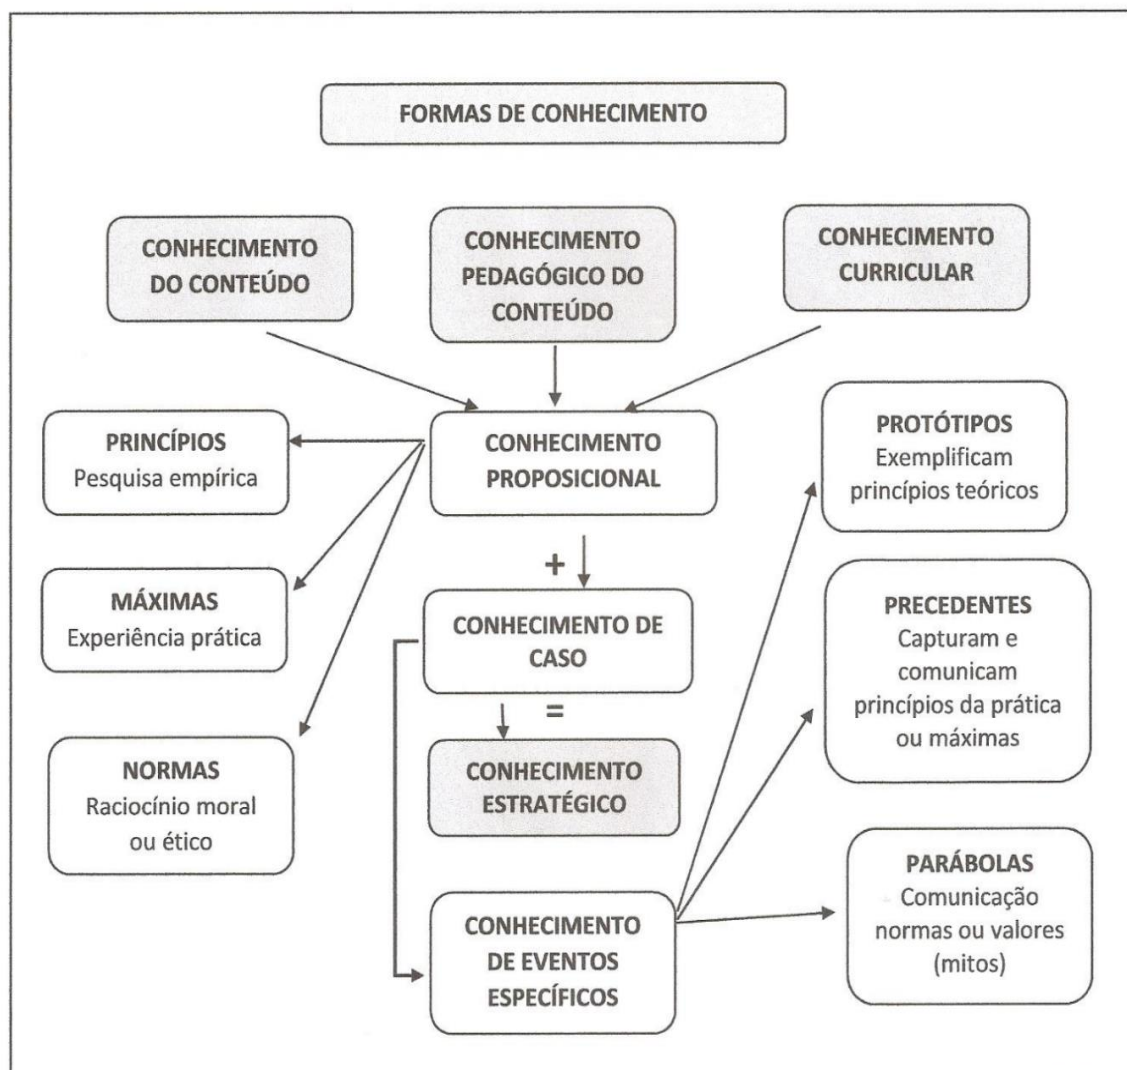 FORMAS DE CONHECIMENTO
CONHECIMENTO
DO CONTEÚDO
CONHECIMENTO
PEDAGÓGICO DO
CONTEÚDO
CONHECIMENTO
CURRICULAR
PRINCÍPIOS
Pesquisa empírica
CONHECIMENTO
PROPOSICIONAL
PROTÓTIPOS
Exemplificam
princípios teóricos
+
MÁXIMAS
Experiência prática
CONHECIMENTO DE
CASO
PRECEDENTES
Capturam e
comunicam
princípios da prática
ou máximas
=
NORMAS
Raciocínio moral
ou ético
CONHECIMENTO
ESTRATÉGICO
CONHECIMENTO
DE EVENTOS
ESPECÍFICOS
PARÁBOLAS
Comunicação
normas ou valores
(mitos)